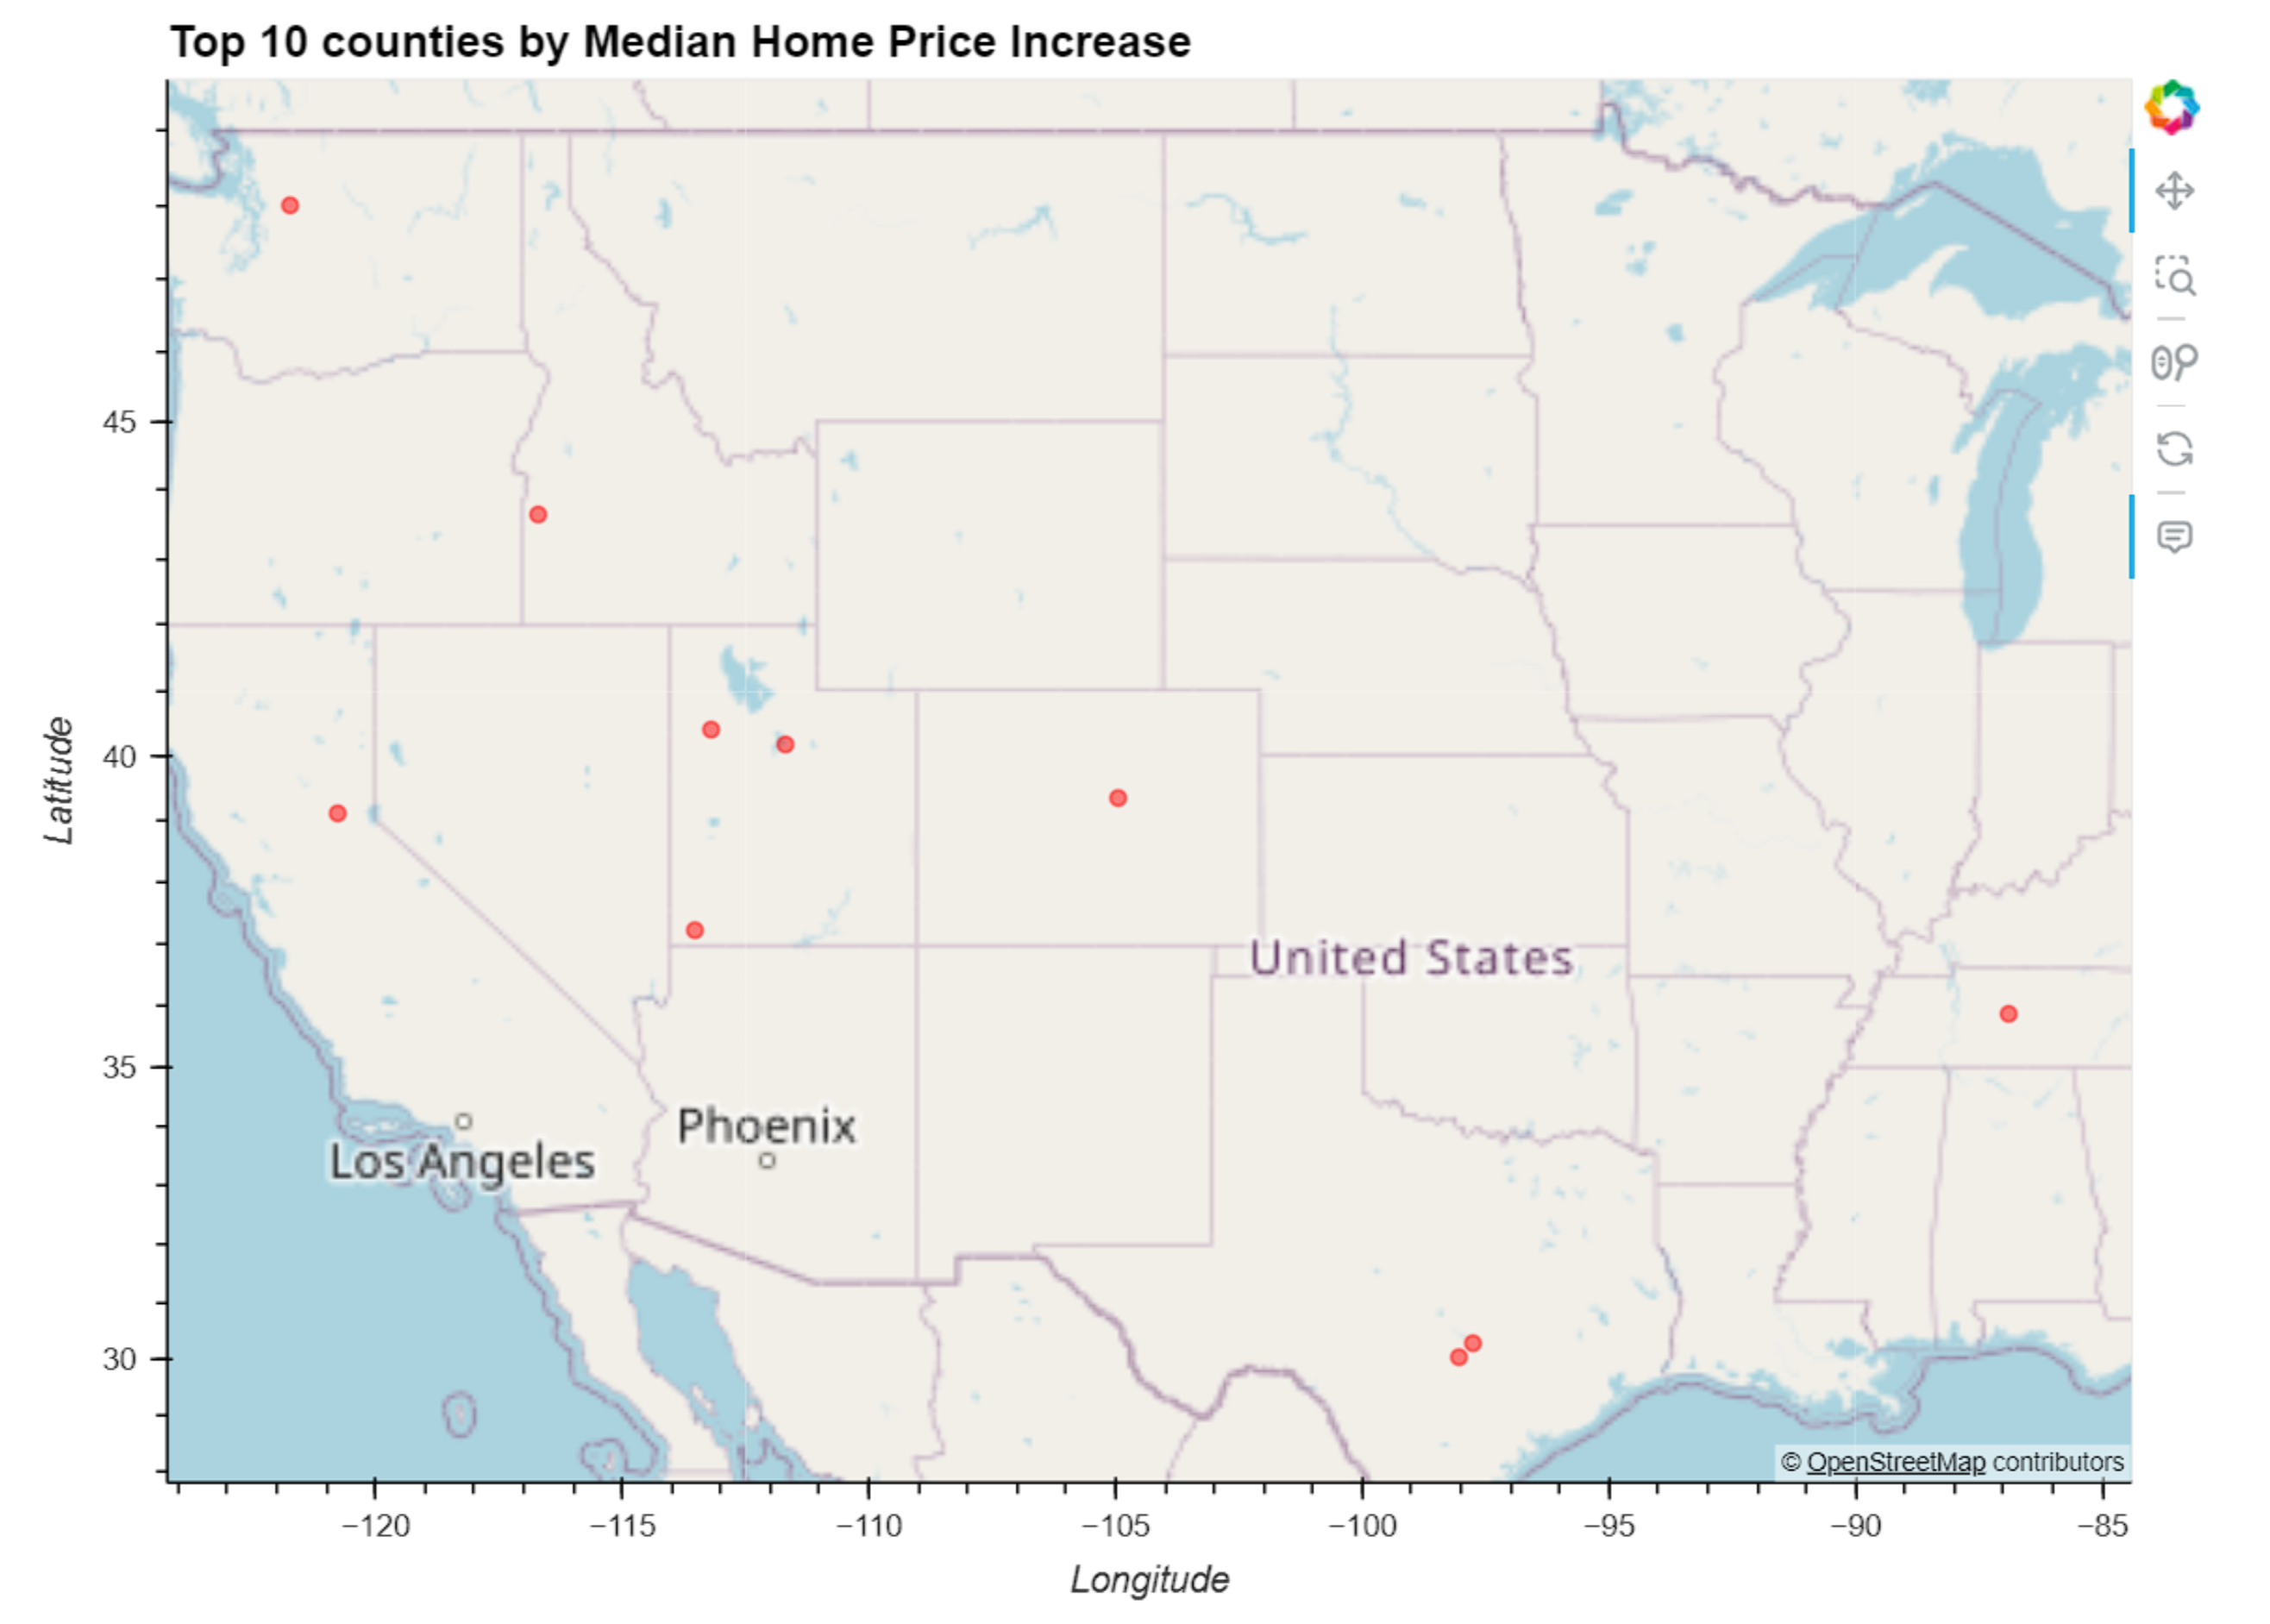 Top 10 counties by Median Home Price Increase
45
40
35
30
Latitude
United States
Phoenix
Los Angeles
© OpenStreetMap contributors
−120 −115 −110 −105 −100 −95 −90 −85
Longitude